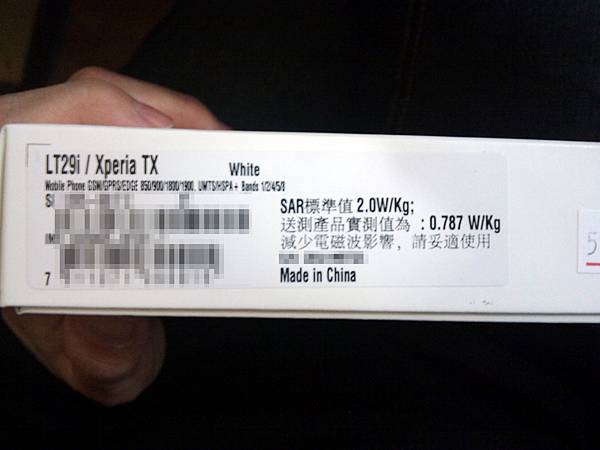 LT29i / Xperia TX White
Mobile Phone GSM/GPRS/EDGE 850/900/1800/1900, UMTS/HSPA+ Bands 1/2/4/5/8
SAR標準值 2.0W/Kg;
送測產品實測值為 : 0.787 W/Kg
減少電磁波影響, 請妥適使用
Made in China
7
5